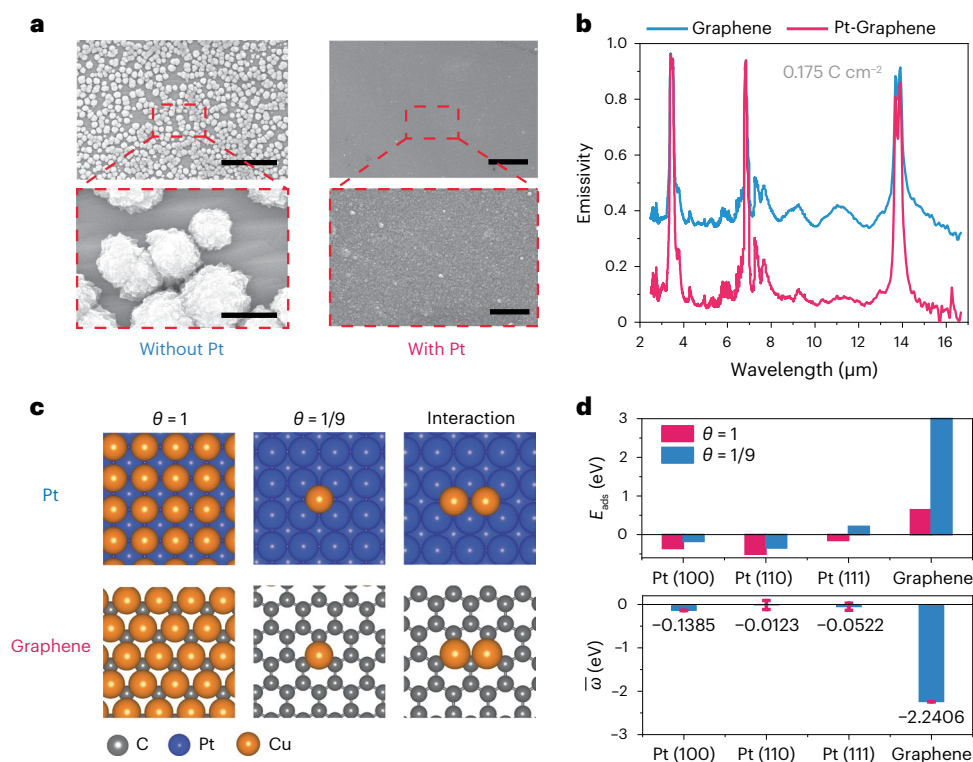 a
Without Pt
With Pt
b
Graphene
Pt-Graphene
0.175 C cm⁻²
Emissivity
1.0
0.8
0.6
0.4
0.2
0
2 4 6 8 10 12 14 16
Wavelength (µm)
c
θ = 1
θ = 1/9
Interaction
Pt
Graphene
C
Pt
Cu
d
θ = 1
θ = 1/9
E_ads (eV)
3
2
1
0
Pt (100) Pt (110) Pt (111) Graphene
ω̅ (eV)
0
−1
−2
−3
−0.1385
−0.0123
−0.0522
−2.2406
Pt (100) Pt (110) Pt (111) Graphene